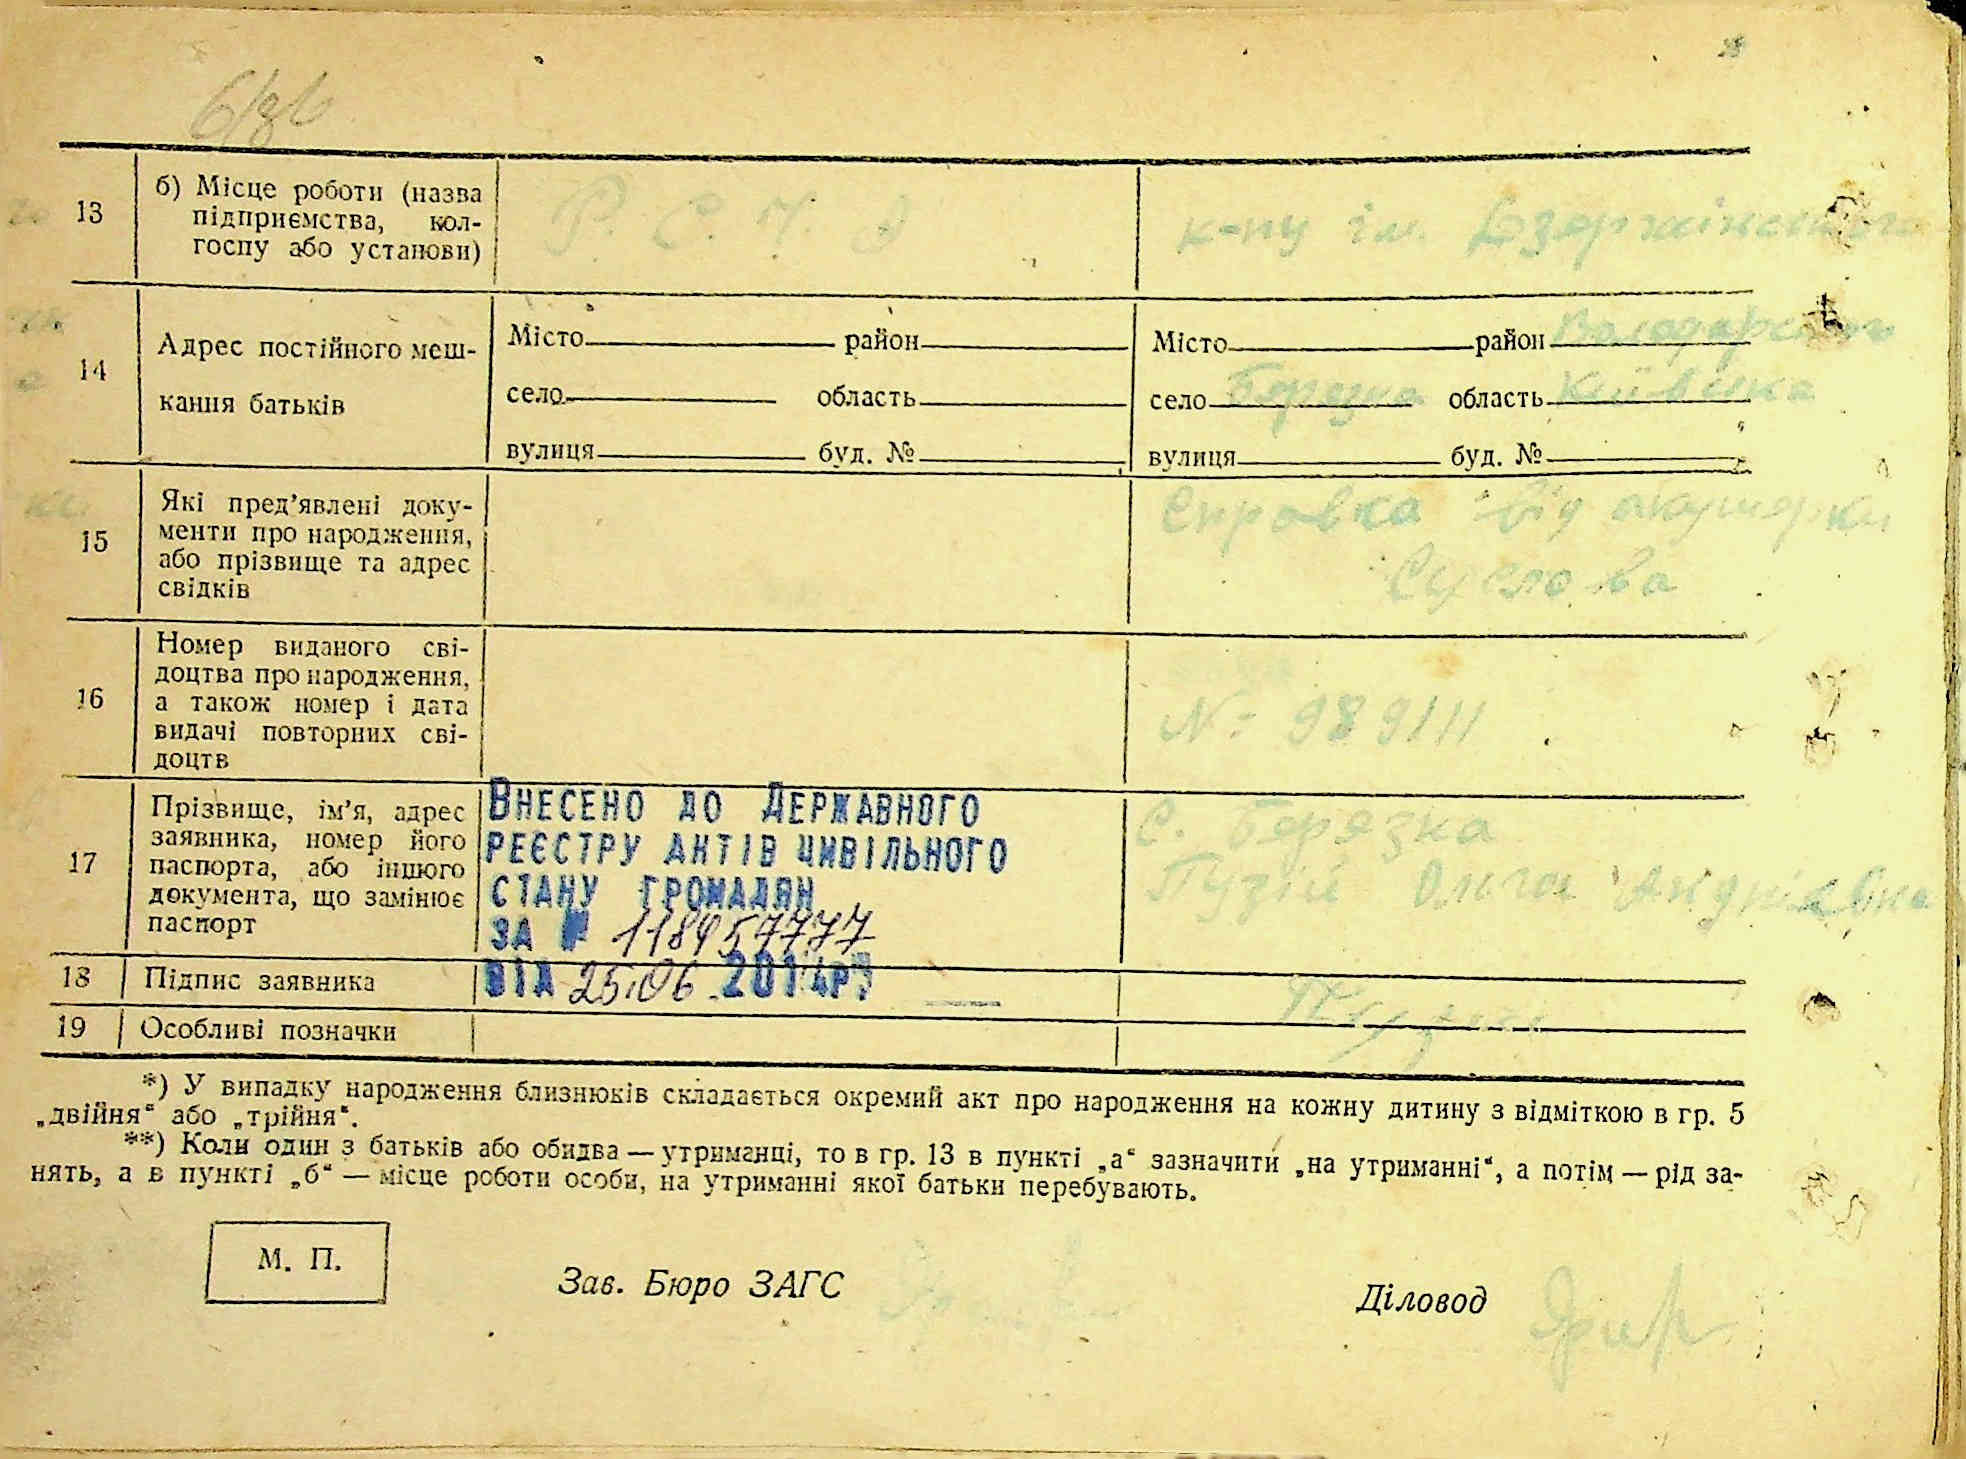 13
б) Місце роботи (назва
підприємства, кол-
госпу або установи)
Р. С. Ч. А
к-пу ім. Дзержінського
14
Адрес постійного меш-
кання батьків
Місто район
село область
вулиця буд. №
Місто район Володарського
село Березна область Київська
вулиця буд. №
15
Які пред’явлені доку-
менти про народження,
або прізвище та адрес
свідків
Справка від акушерки
Суслова
16
Номер виданого сві-
доцтва про народження,
а також номер і дата
видачі повторних сві-
доцтв
№ 989111
17
Прізвище, ім’я, адрес
заявника, номер його
паспорта, або іншого
документа, що замінює
паспорт
ВНЕСЕНО ДО ДЕРЖАВНОГО
РЕЄСТРУ АКТІВ ЦИВІЛЬНОГО
СТАНУ ГРОМАДЯН
ЗА №
ВІД 25.06.2014р.
с. Березна
Пузій Ольга Андріївна
18
Підпис заявника
19
Особливі позначки
*) У випадку народження близнюків складається окремий акт про народження на кожну дитину з відміткою в гр. 5
„двійня“ або „трійня“.
**) Коли один з батьків або обидва — утриманці, то в гр. 13 в пункті „а“ зазначити „на утриманні“, а потім — рід за-
нять, а в пункті „б“ — місце роботи особи, на утриманні якої батьки перебувають.
М. П.
Зав. Бюро ЗАГС
Діловод